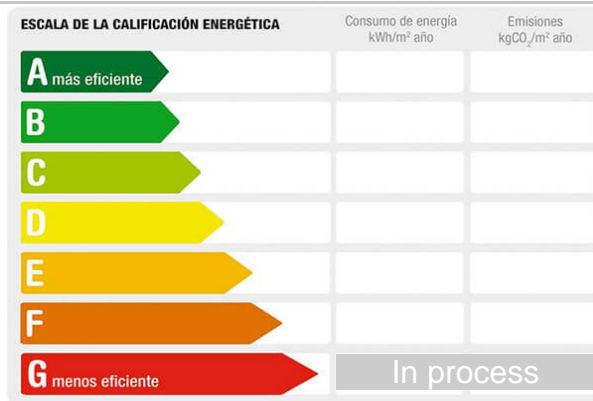 ESCALA DE LA CALIFICACIÓN ENERGÉTICA
Consumo de energía
kWh/m² año
Emisiones
kgCO₂/m² año
A más eficiente
B
C
D
E
F
G menos eficiente
In process